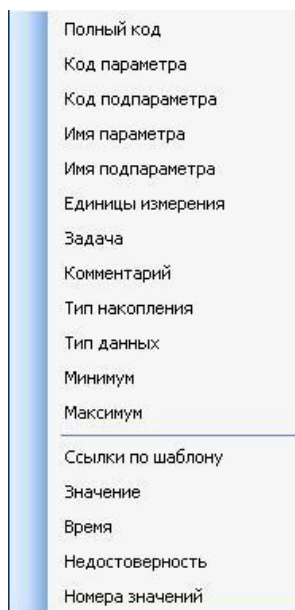 Полный код
Код параметра
Код подпараметра
Имя параметра
Имя подпараметра
Единицы измерения
Задача
Комментарий
Тип накопления
Тип данных
Минимум
Максимум
Ссылки по шаблону
Значение
Время
Недостоверность
Номера значений